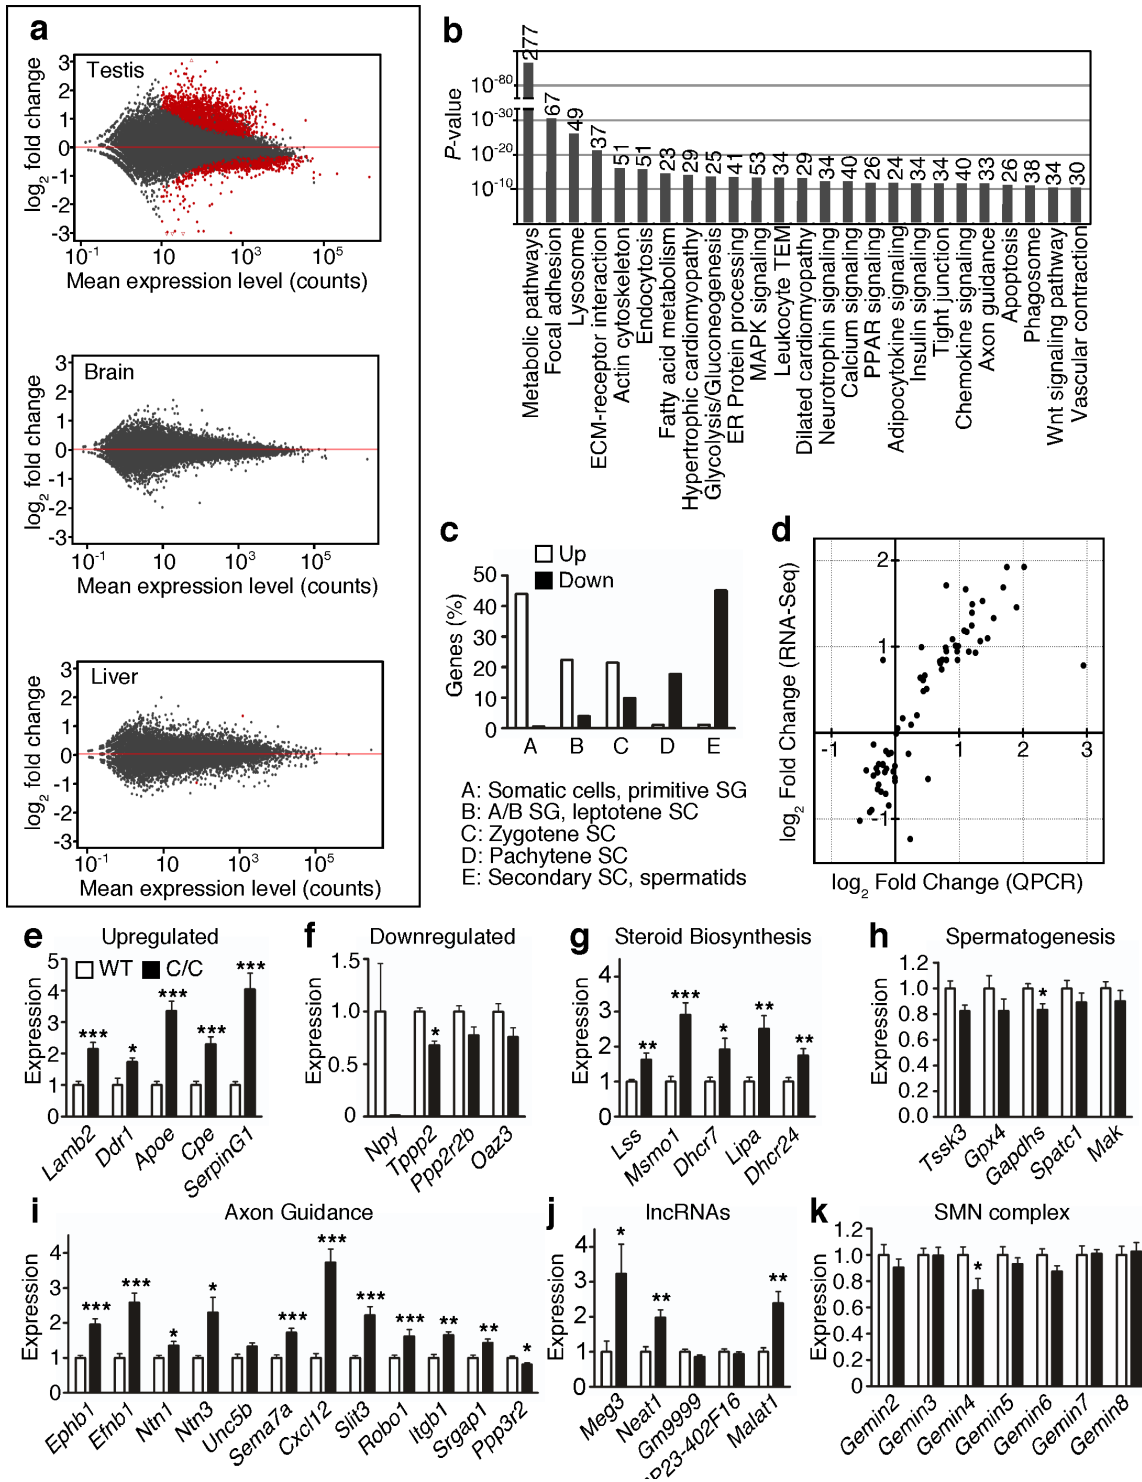 a
Testis
log2 fold change
3
2
1
0
-1
-2
-3
10-1
10
103
105
Mean expression level (counts)
Brain
log2 fold change
3
2
1
0
-1
-2
-3
10-1
10
103
105
Mean expression level (counts)
Liver
log2 fold change
3
2
1
0
-1
-2
-3
10-1
10
103
105
Mean expression level (counts)
b
P-value
10-80
10-30
10-20
10-10
277
67
49
37
51
51
23
29
25
41
53
34
29
34
40
26
24
34
34
40
33
26
38
34
30
Metabolic pathways
Focal adhesion
Lysosome
ECM-receptor interaction
Actin cytoskeleton
Endocytosis
Fatty acid metabolism
Hypertrophic cardiomyopathy
Glycolysis/Gluconeogenesis
ER Protein processing
MAPK signaling
Leukocyte TEM
Dilated cardiomyopathy
Neurotrophin signaling
Calcium signaling
PPAR signaling
Adipocytokine signaling
Insulin signaling
Tight junction
Chemokine signaling
Axon guidance
Apoptosis
Phagosome
Wnt signaling pathway
Vascular contraction
c
Up
Down
Genes (%)
50
40
30
20
10
0
A B C D E
A: Somatic cells, primitive SG
B: A/B SG, leptotene SC
C: Zygotene SC
D: Pachytene SC
E: Secondary SC, spermatids
d
log2 Fold Change (RNA-Seq)
2
1
-1
-1 1 2 3
log2 Fold Change (QPCR)
e
Upregulated
WT C/C
Expression
5
4
3
2
1
0
***
*
***
***
***
Lamb2
Ddr1
Apoe
Cpe
SerpinG1
f
Downregulated
Expression
1.5
1.0
0.5
0
*
Npy
Tppp2
Ppp2r2b
Oaz3
g
Steroid Biosynthesis
Expression
4
3
2
1
0
**
***
*
**
**
Lss
Msmo1
Dhcr7
Lipa
Dhcr24
h
Spermatogenesis
Expression
1.2
1.0
0.8
0.6
0.4
0.2
0.0
*
Tssk3
Gpx4
Gapdhs
Spatc1
Mak
i
Axon Guidance
Expression
4
3
2
1
0
***
***
*
*
***
***
***
***
**
**
*
Ephb1
Efnb1
Ntn1
Ntn3
Unc5b
Sema7a
Cxcl12
Slit3
Robo1
Itgb1
Srgap1
Ppp3r2
j
lncRNAs
Expression
4
3
2
1
0
*
**
**
Meg3
Neat1
Gm9999
RP23-402F16
Malat1
k
SMN complex
Expression
1.2
1
0.8
0.6
0.4
0.2
0
*
Gemin2
Gemin3
Gemin4
Gemin5
Gemin6
Gemin7
Gemin8